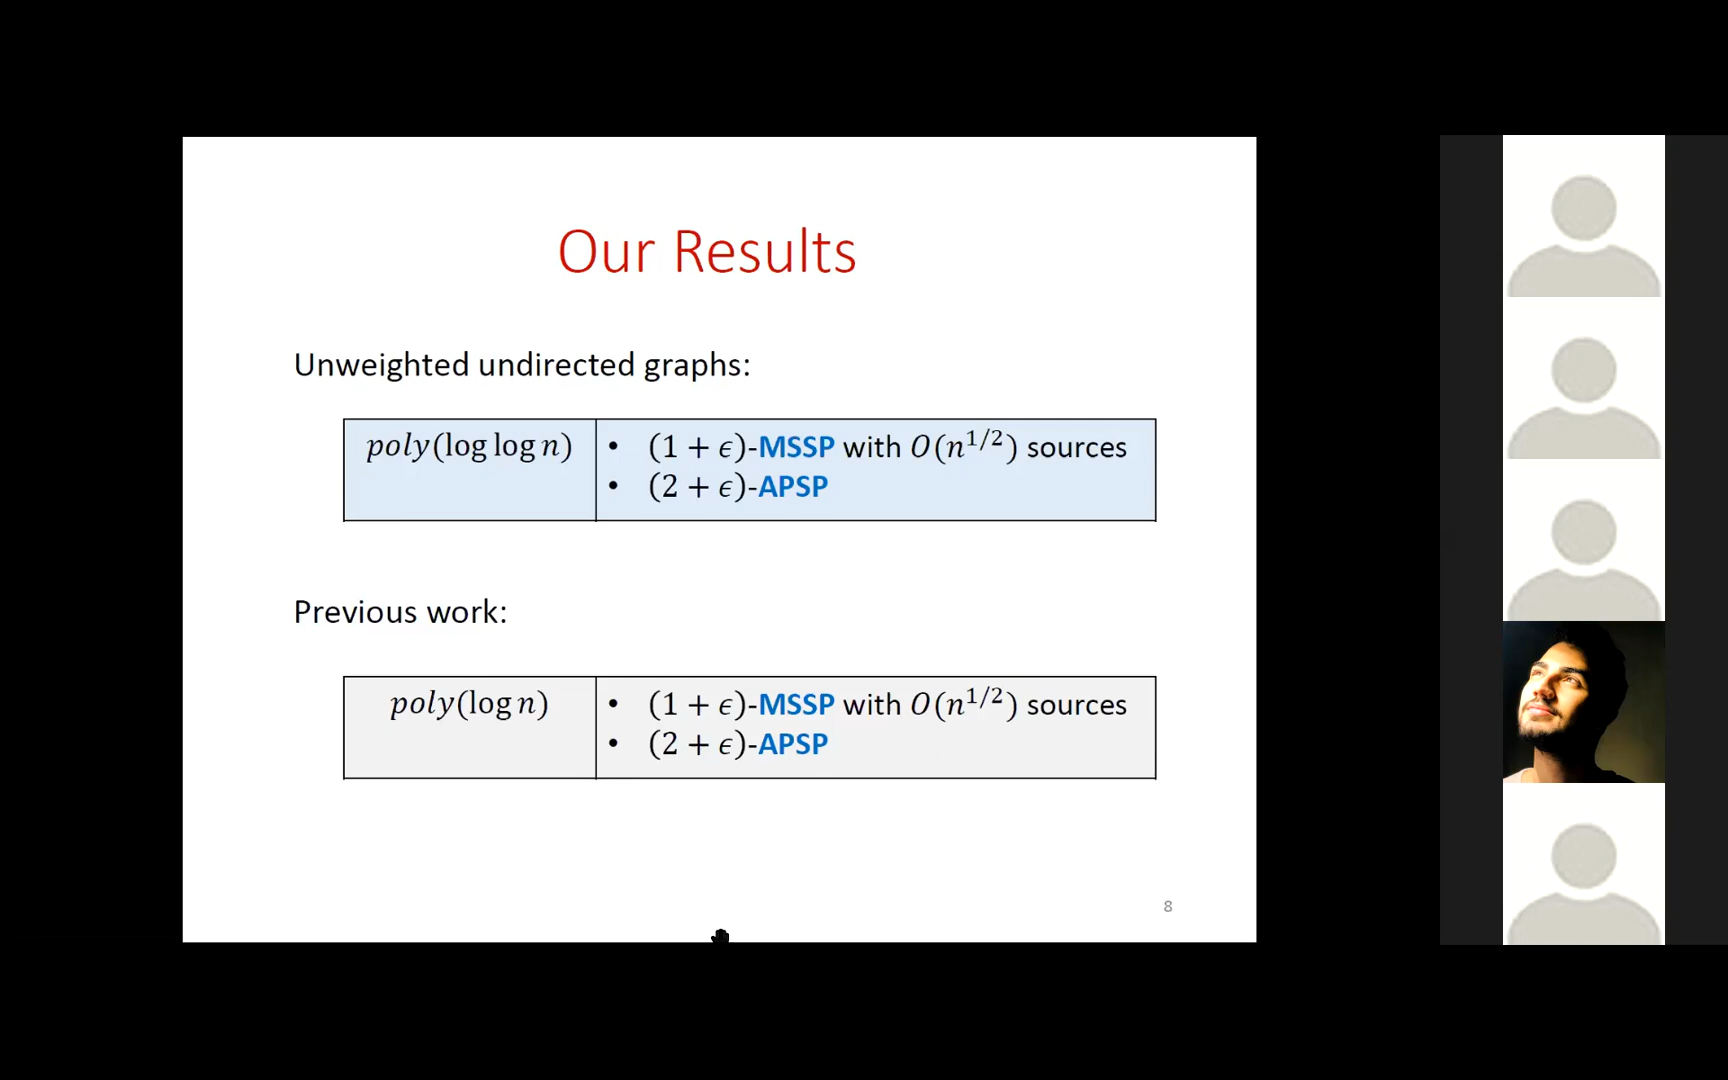 Our Results
Unweighted undirected graphs:
poly(log log n)
• (1 + ϵ)-MSSP with O(n^{1/2}) sources
• (2 + ϵ)-APSP
Previous work:
poly(log n)
• (1 + ϵ)-MSSP with O(n^{1/2}) sources
• (2 + ϵ)-APSP
8